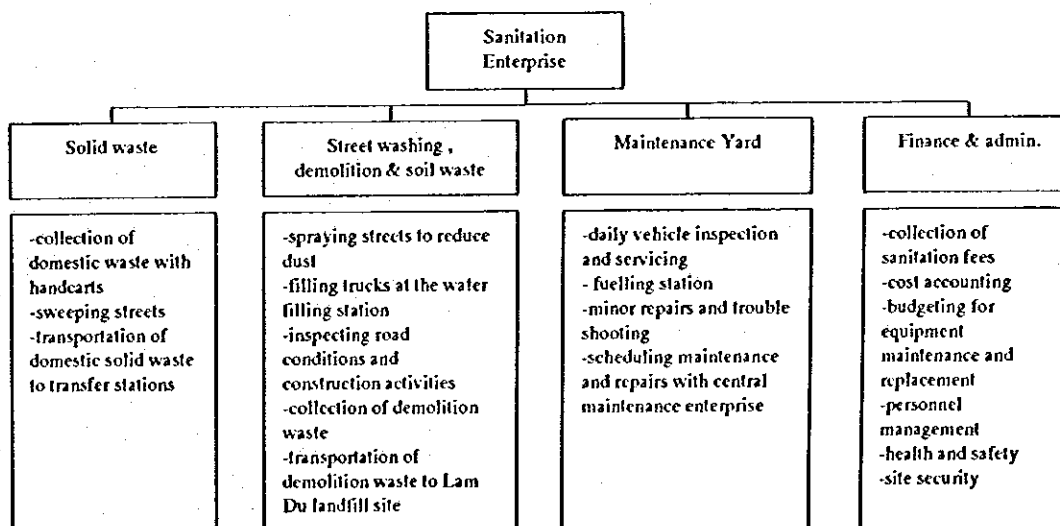 Sanitation
Enterprise
Solid waste
Street washing ,
demolition & soil waste
Maintenance Yard
Finance & admin.
-collection of
domestic waste with
handcarts
-sweeping streets
-transportation of
domestic solid waste
to transfer stations
-spraying streets to reduce
dust
-filling trucks at the water
filling station
-inspecting road
conditions and
construction activities
-collection of demolition
waste
-transportation of
demolition waste to Lam
Du landfill site
-daily vehicle inspection
and servicing
- fuelling station
-minor repairs and trouble
shooting
-scheduling maintenance
and repairs with central
maintenance enterprise
-collection of
sanitation fees
-cost accounting
-budgeting for
equipment
maintenance and
replacement
-personnel
management
-health and safety
-site security